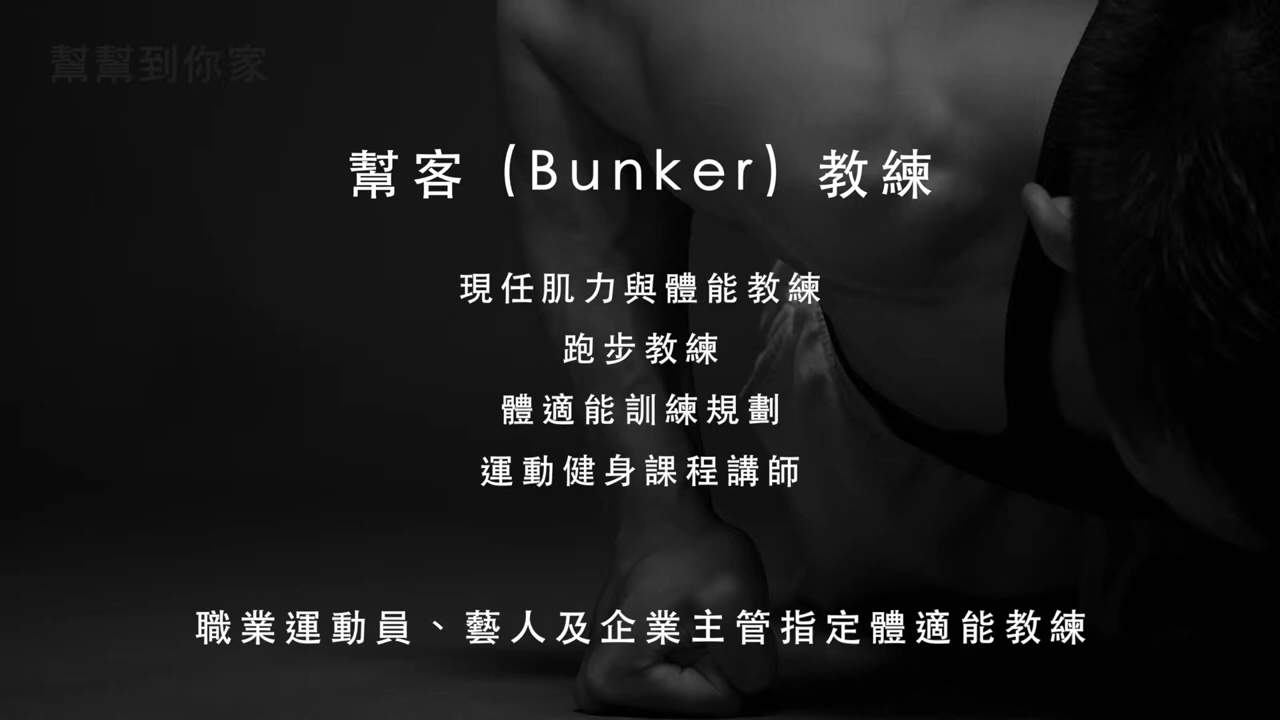 幫幫到你家
幫客 (Bunker) 教練
現任肌力與體能教練
跑步教練
體適能訓練規劃
運動健身課程講師
職業運動員、藝人及企業主管指定體適能教練